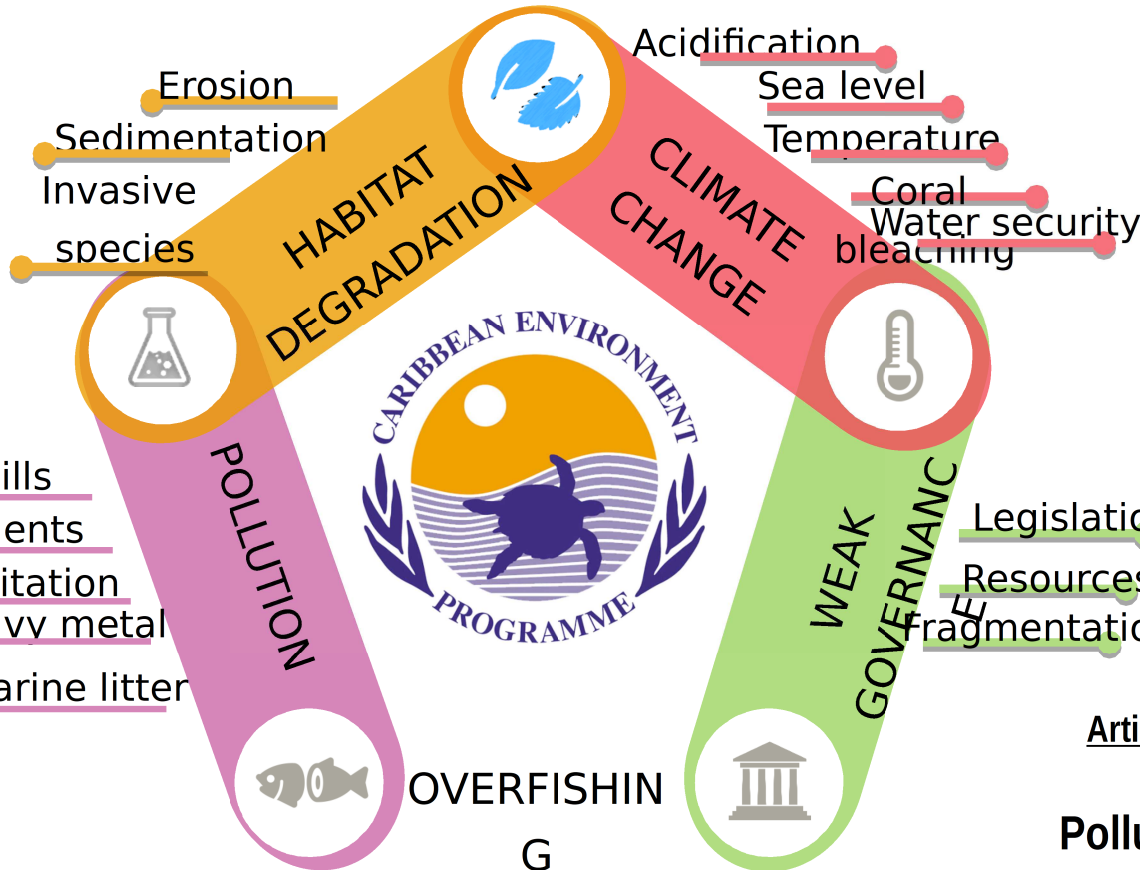 Erosion
Sedimentation
Invasive
species
HABITAT
DEGRADATION
Acidification
Sea level
Temperature
Coral
bleaching
Water security
CLIMATE
CHANGE
CARIBBEAN ENVIRONMENT
PROGRAMME
POLLUTION
ills
ents
itation
vy metal
arine litter
WEAK
GOVERNANC
E
Legislatio
Resources
Fragmentatio
OVERFISHIN
G
Arti
Pollu